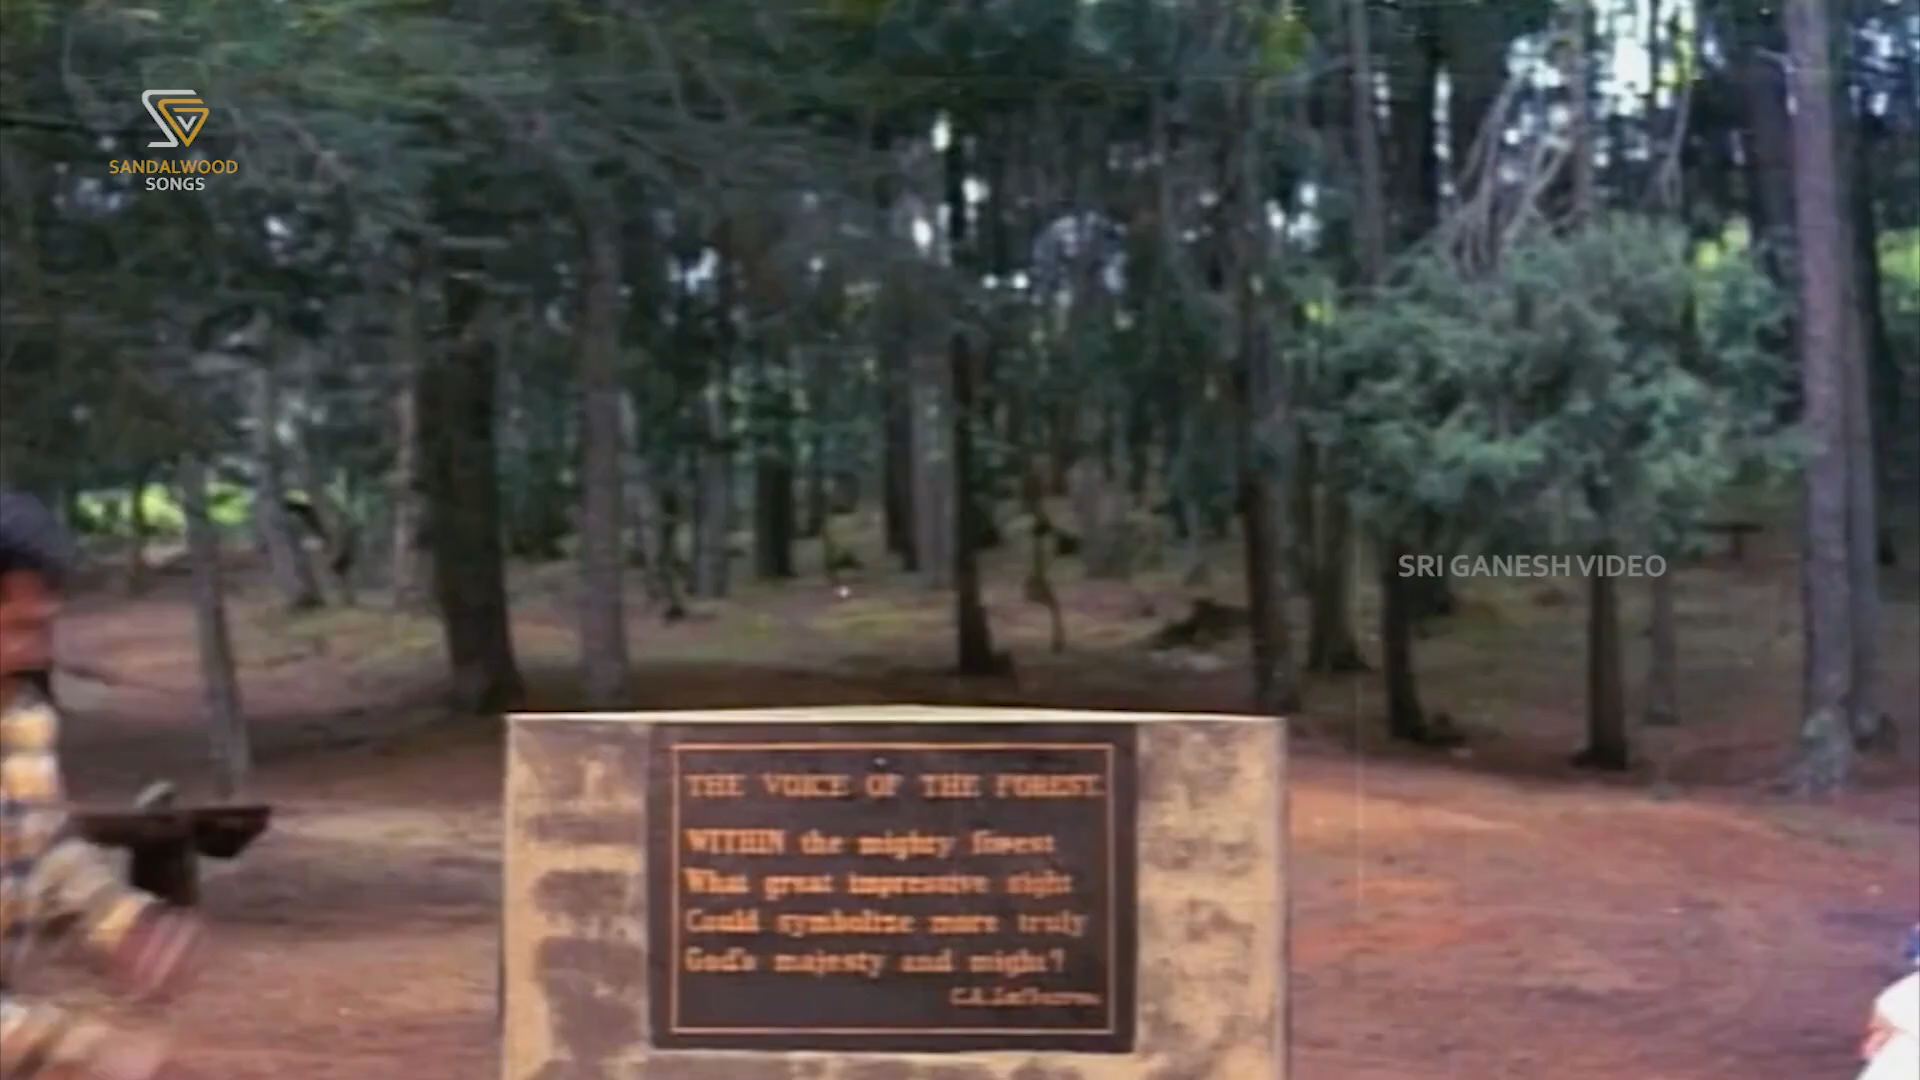 SANDALWOOD
SONGS
SRI GANESH VIDEO
THE VOICE OF THE FOREST.
WITHIN the mighty forest
What great impressive sight
Could symbolize more truly
God's majesty and might?
C.A.